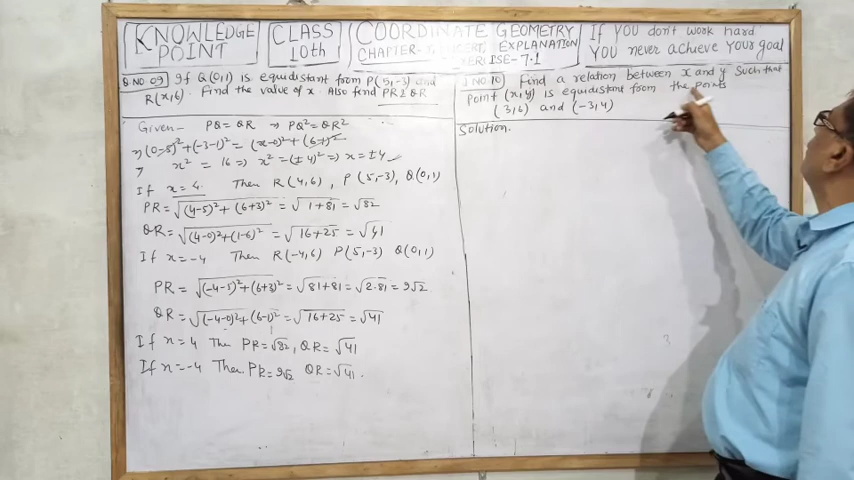 KNOWLEDGE POINT
CLASS 10th
COORDINATE GEOMETRY
CHAPTER- EXPLANATION
ISE-7.1
If YOU don't work hard
YOU never achieve YOUR goal
Q NO 09 If Q(0,1) is equidistant from P(5,-3) and
R(x,6). Find the value of x. Also find PR & QR
Given- PQ = QR ⇒ PQ²= QR²
⇒ (0-5)²+(-3-1)² = (x-0)²+(6-1)²
x² = 16 ⇒ x² = (±4)² ⇒ x = ±4
If x = 4. Then R(4,6), P(5,-3), Q(0,1)
PR = √(4-5)²+(6+3)² = √1+81 = √82
QR = √(4-0)²+(1-6)² = √16+25 = √41
If x = -4 Then R(-4,6) P(5,-3) Q(0,1)
PR = √(-4-5)²+(6+3)² = √81+81 = √2.81 = 9√2
QR = √(-4-0)²+(6-1)² = √16+25 = √41
If x = 4 Then PR = √82, QR = √41
If x = -4 Then PR = 9√2 QR = √41.
NO 10 Find a relation between x and y Such that
Point (x,y) is equidistant from the points
(3,6) and (-3,4)
Solution.